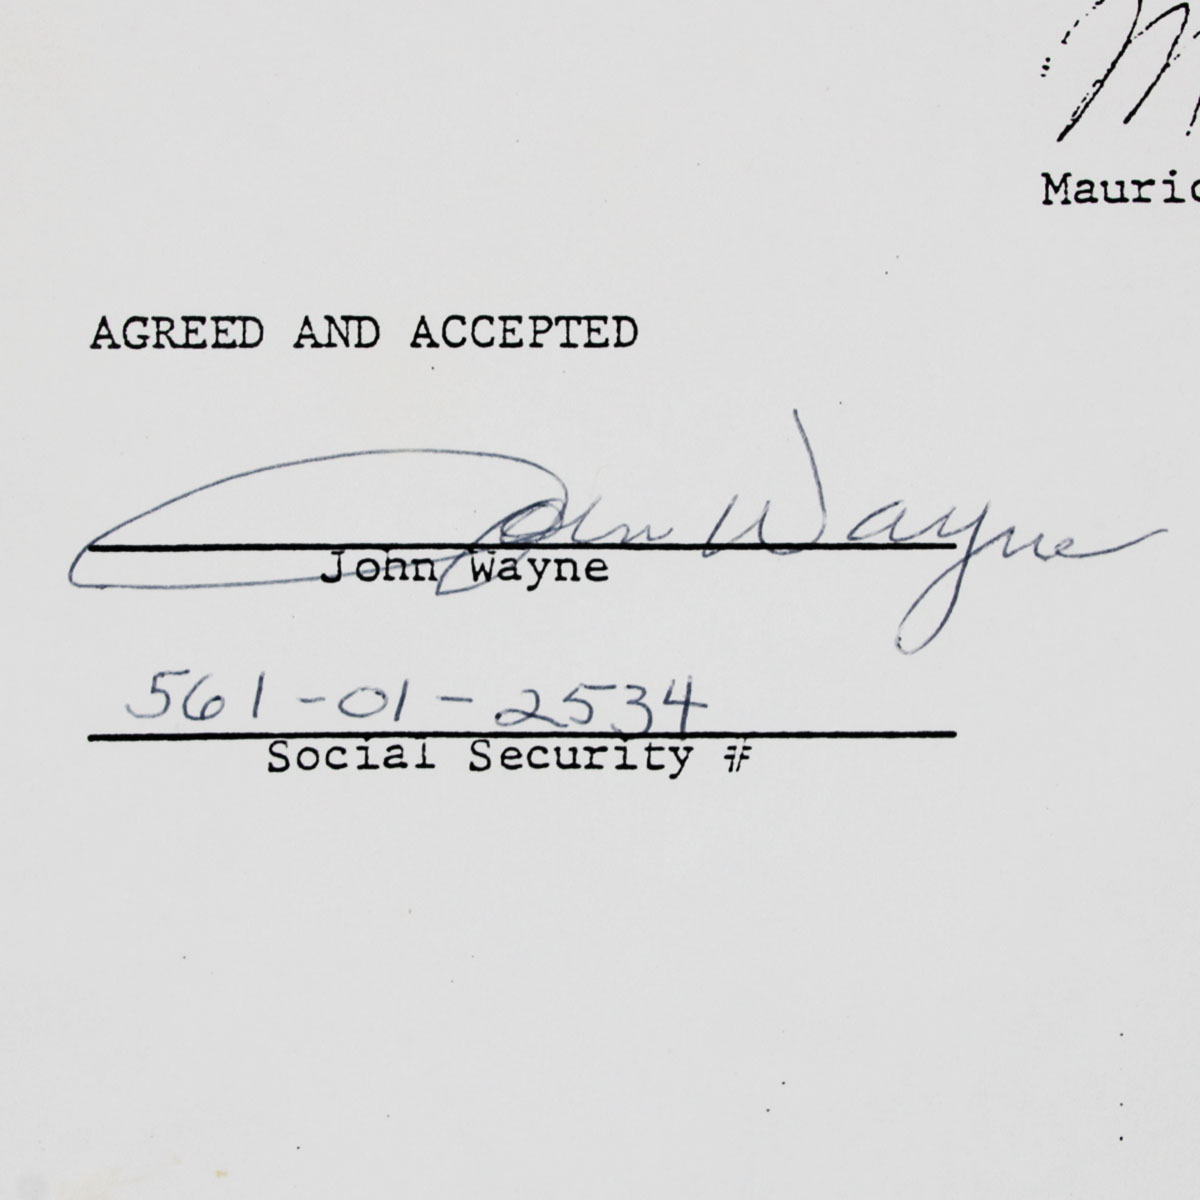 Mauric
AGREED AND ACCEPTED
John Wayne
John Wayne
561-01-2534
Social Security #